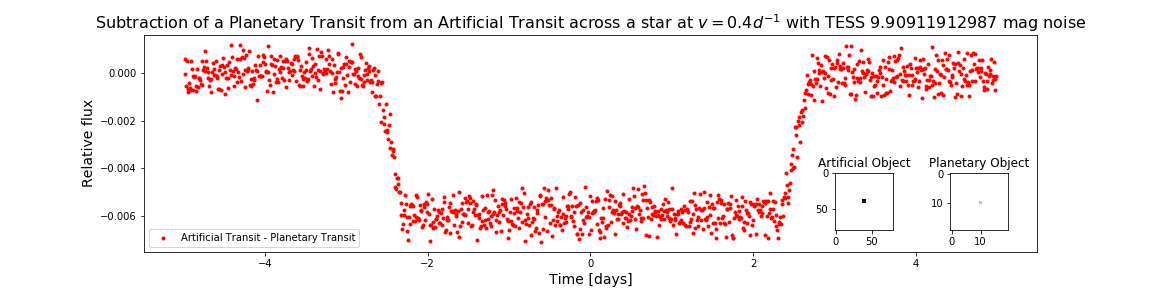 Subtraction of a Planetary Transit from an Artificial Transit across a star at v = 0.4d⁻¹ with TESS 9.90911912987 mag noise
Relative flux
0.000
−0.002
−0.004
−0.006
Artificial Transit - Planetary Transit
−4
−2
0
2
4
Time [days]
Artificial Object
0
50
0
50
Planetary Object
0
10
0
10